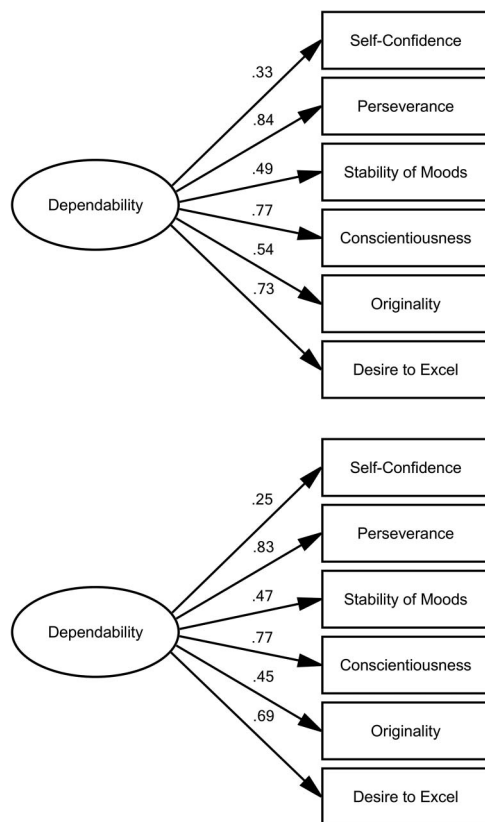 Self-Confidence
.33
Perseverance
.84
Stability of Moods
.49
Dependability
.77
Conscientiousness
.54
Originality
.73
Desire to Excel
Self-Confidence
.25
Perseverance
.83
Stability of Moods
.47
Dependability
.77
Conscientiousness
.45
Originality
.69
Desire to Excel